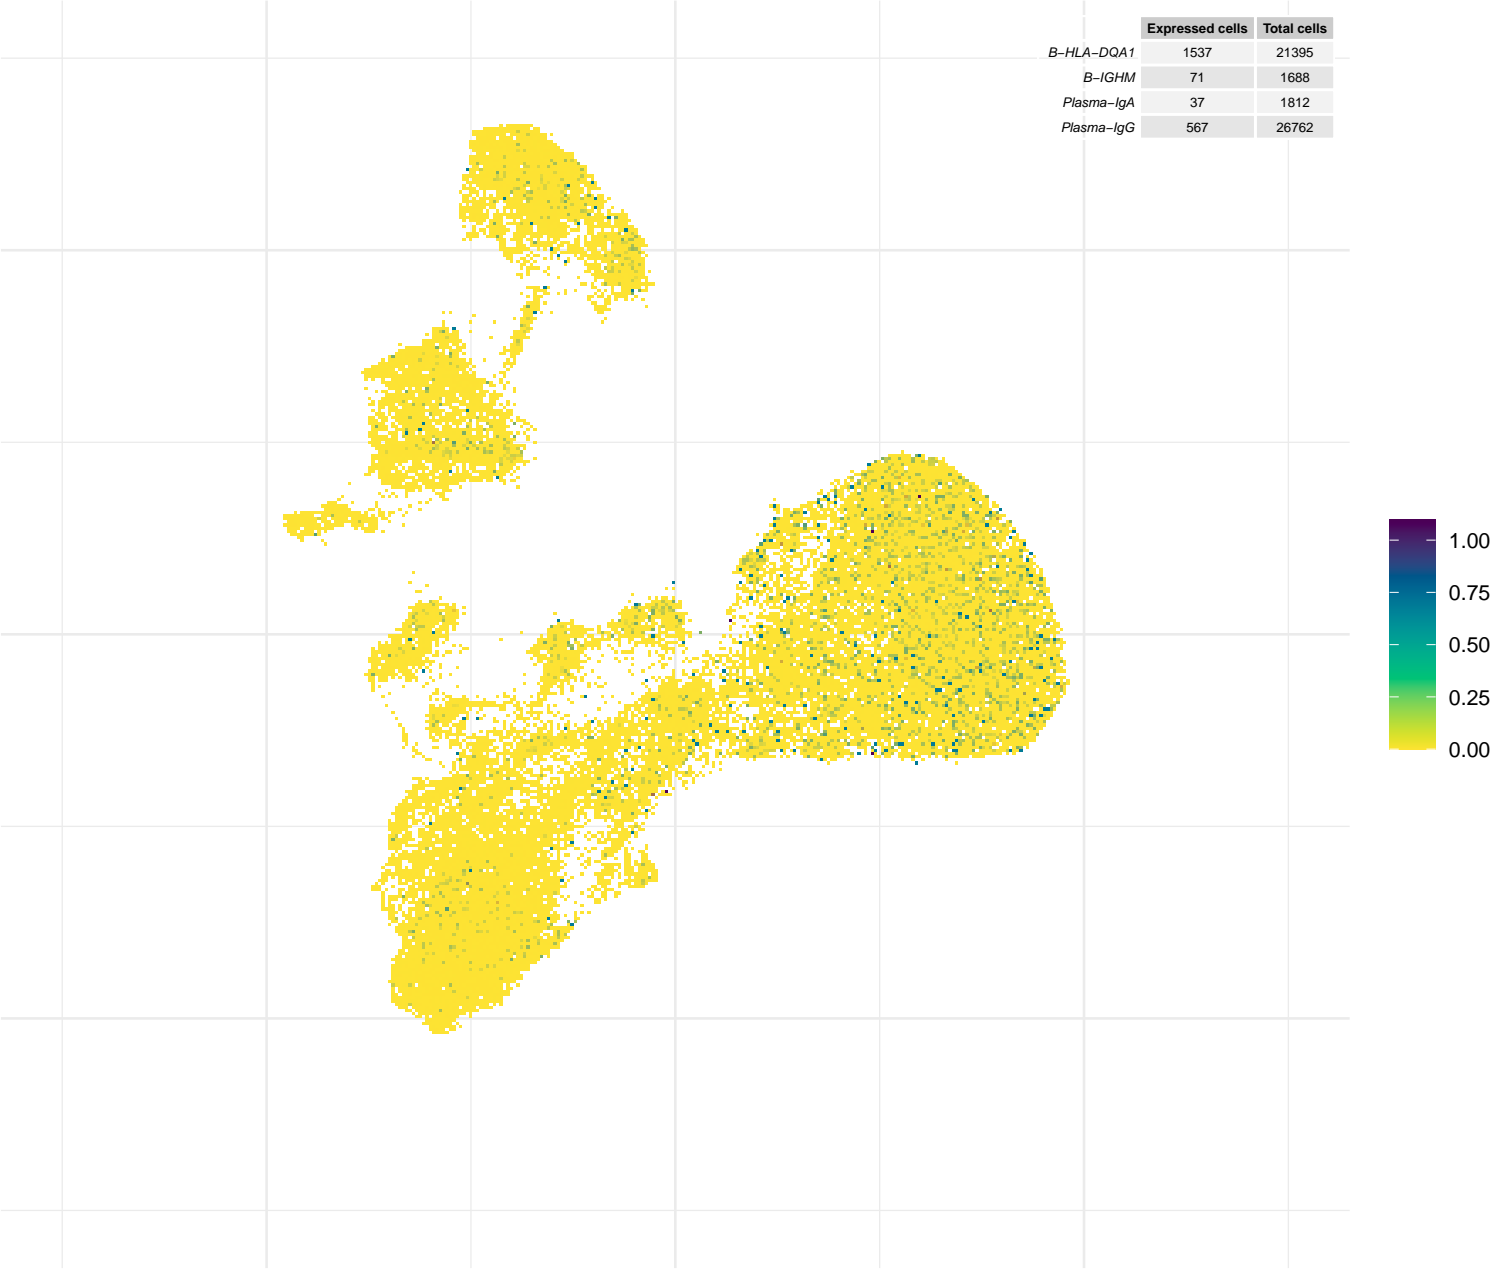 Expressed cells Total cells
B−HLA−DQA1 1537 21395
B−IGHM 71 1688
Plasma−IgA 37 1812
Plasma−IgG 567 26762
1.00
0.75
0.50
0.25
0.00